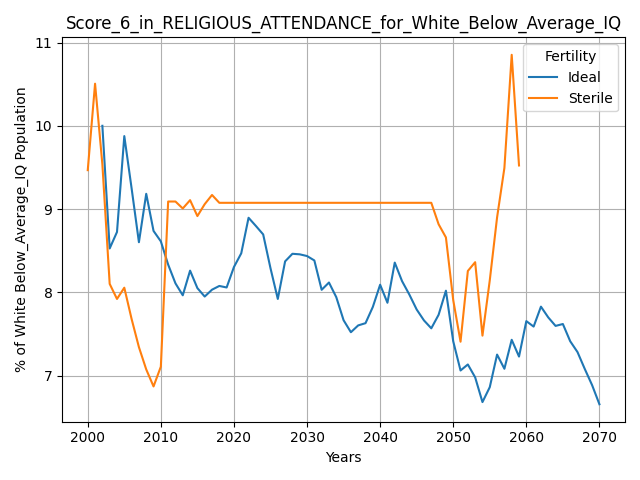 Score_6_in_RELIGIOUS_ATTENDANCE_for_White_Below_Average_IQ
% of White Below_Average_IQ Population
11
10
9
8
7
Fertility
Ideal
Sterile
2000 2010 2020 2030 2040 2050 2060 2070
Years